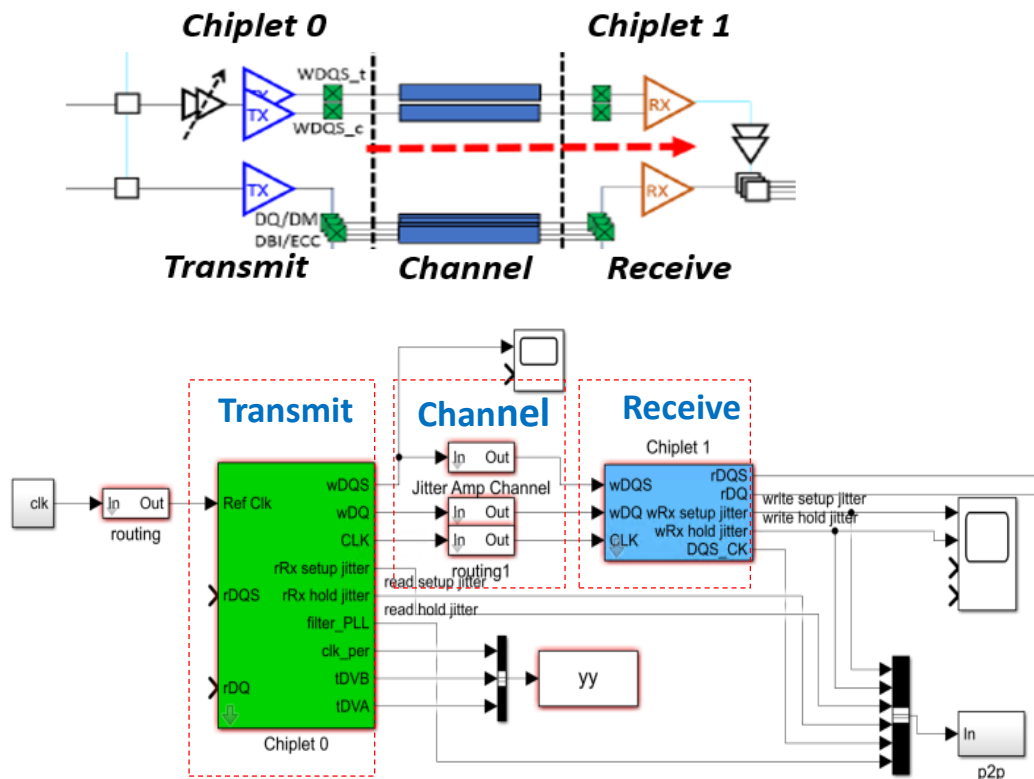 Chiplet 0
Chiplet 1
WDQS_t
TX
TX
WDQS_c
RX
TX
RX
DQ/DM
DBI/ECC
Transmit
Channel
Receive
Transmit
Channel
Receive
Chiplet 1
clk
In Out
routing
Ref Clk
rDQS
rDQ
wDQS
wDQ
CLK
rRx setup jitter
rRx hold jitter
filter_PLL
clk_per
tDVB
tDVA
Chiplet 0
In Out
Jitter Amp Channel
In Out
In Out
routing1
read setup jitter
read hold jitter
wDQS
wDQ
CLK
rDQS
rDQ
wRx setup jitter
wRx hold jitter
DQS_CK
write setup jitter
write hold jitter
yy
In
p2p